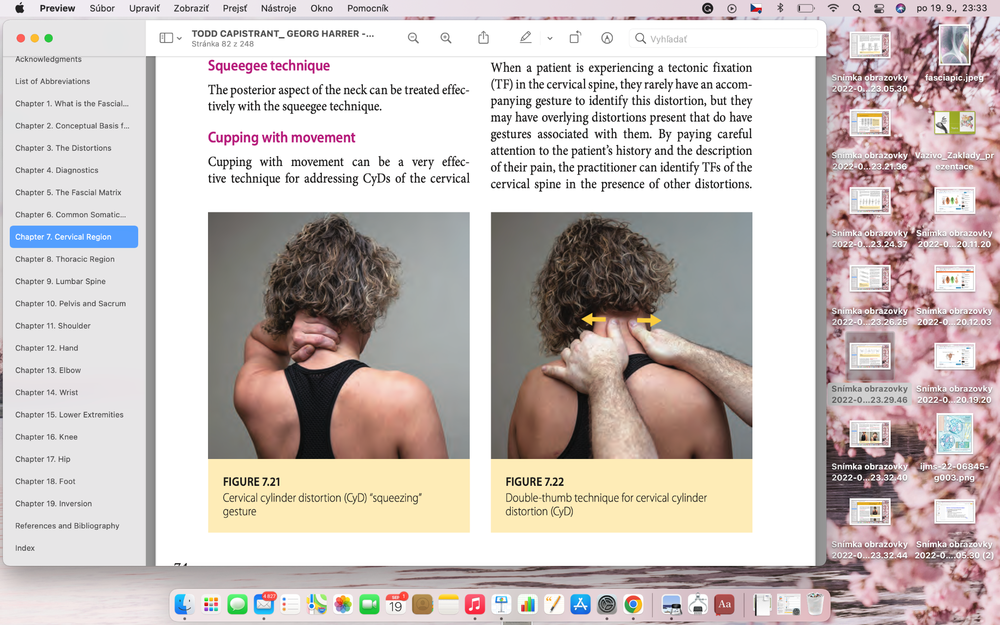 Preview Súbor Upraviť Zobraziť Prejsť Nástroje Okno Pomocník
po 19. 9., 23:33
TODD CAPISTRANT_ GEORG HARRER -...
Stránka 82 z 248
Vyhľadať
Acknowledgments
List of Abbreviations
Chapter 1. What is the Fascial...
Chapter 2. Conceptual Basis f...
Chapter 3. The Distortions
Chapter 4. Diagnostics
Chapter 5. The Fascial Matrix
Chapter 6. Common Somatic...
Chapter 7. Cervical Region
Chapter 8. Thoracic Region
Chapter 9. Lumbar Spine
Chapter 10. Pelvis and Sacrum
Chapter 11. Shoulder
Chapter 12. Hand
Chapter 13. Elbow
Chapter 14. Wrist
Chapter 15. Lower Extremities
Chapter 16. Knee
Chapter 17. Hip
Chapter 18. Foot
Chapter 19. Inversion
References and Bibliography
Index
Squeegee technique
The posterior aspect of the neck can be treated effec-
tively with the squeegee technique.
Cupping with movement
Cupping with movement can be a very effec-
tive technique for addressing CyDs of the cervical
When a patient is experiencing a tectonic fixation
(TF) in the cervical spine, they rarely have an accom-
panying gesture to identify this distortion, but they
may have overlying distortions present that do have
gestures associated with them. By paying careful
attention to the patient's history and the description
of their pain, the practitioner can identify TFs of the
cervical spine in the presence of other distortions.
FIGURE 7.21
Cervical cylinder distortion (CyD) "squeezing"
gesture
FIGURE 7.22
Double-thumb technique for cervical cylinder
distortion (CyD)
74
Snímka obrazovky
2022-0...23.05.30
fasciapic.jpeg
Snímka obrazovky
2022-0...23.21.36
Vazivo_Zaklady_pr
ezentace
Snímka obrazovky
2022-0...23.24.37
Snímka obrazovky
2022-0...20.11.20
Snímka obrazovky
2022-0...23.26.25
Snímka obrazovky
2022-0...20.12.03
Snímka obrazovky
2022-0...23.29.46
Snímka obrazovky
2022-0...20.19.20
Snímka obrazovky
2022-0...23.32.40
ijms-22-06845-
g003.png
Snímka obrazovky
2022-0...23.32.44
Snímka obrazovky
2022-0....05.30 (2)
4 827
SEP
1
19
280
Aa